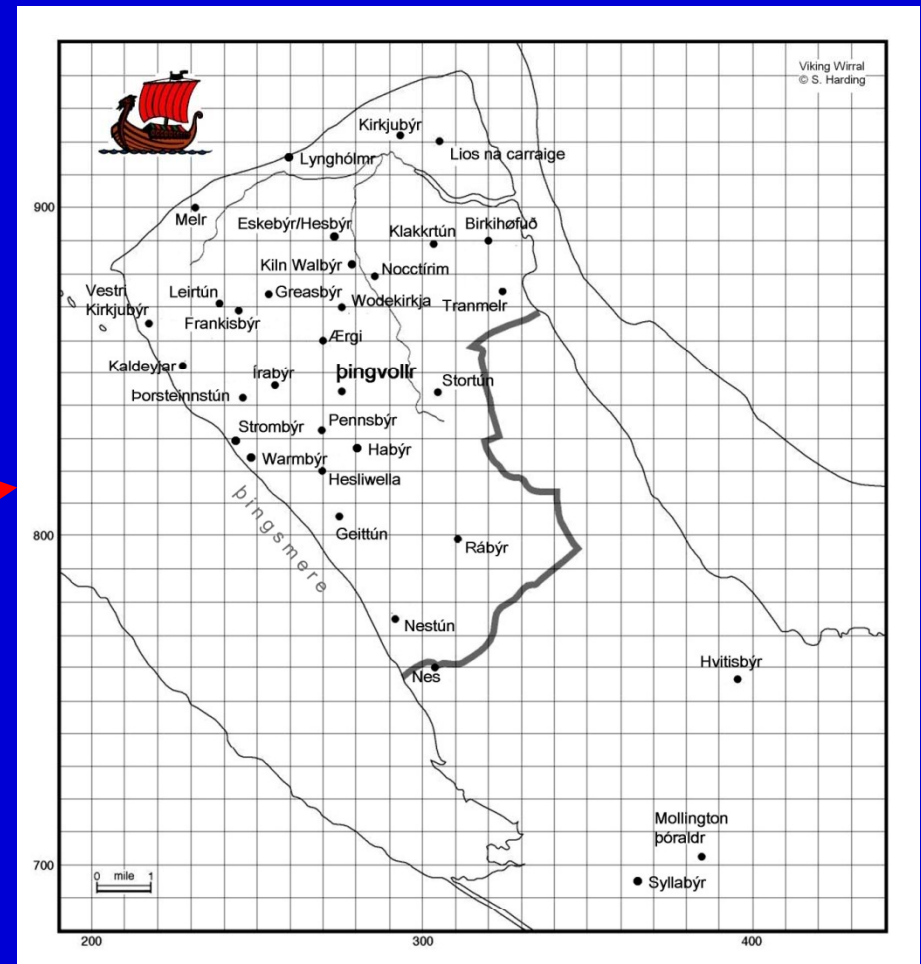 Viking Wirral
© S. Harding
Kirkjubýr
Lios na carraige
Lynghólmr
900
Melr
Eskebýr/Hesbýr
Klakkrtún
Birkihøfuð
Kiln Walbýr
Nocctírim
Vestri
Kirkjubýr
Leirtún
Greasbýr
Wodekirkja
Tranmelr
Frankisbýr
Ærgi
Kaldeyjar
Írabýr
þingvollr
Stortún
Þorsteinnstún
Strombýr
Pennsbýr
Warmbýr
Habýr
Hesliwella
þingsmere
800
Geittún
Rábýr
Nestún
Nes
Hvitisbýr
Mollington
þóraldr
700
0 mile 1
Syllabýr
200
300
400